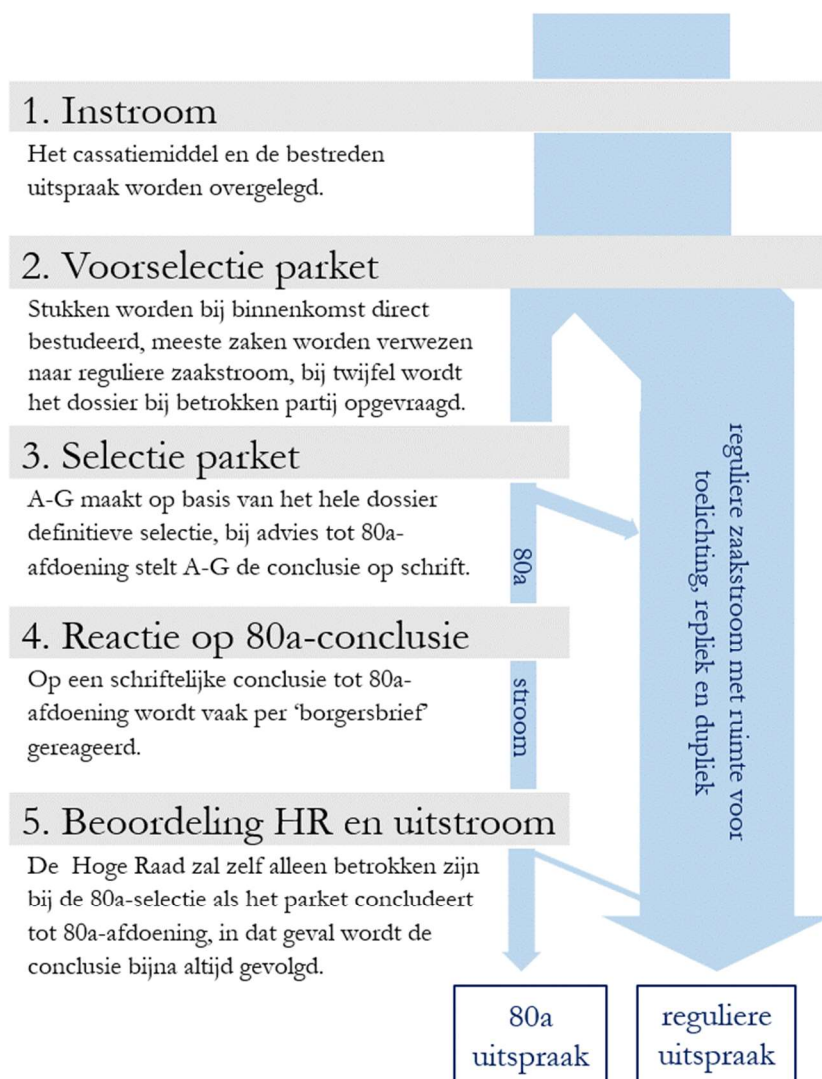 1. Instroom
Het cassatiemiddel en de bestreden
uitspraak worden overgelegd.
2. Voorselectie parket
Stukken worden bij binnenkomst direct
bestudeerd, meeste zaken worden verwezen
naar reguliere zaakstroom, bij twijfel wordt
het dossier bij betrokken partij opgevraagd.
3. Selectie parket
A-G maakt op basis van het hele dossier
definitieve selectie, bij advies tot 80a-
afdoening stelt A-G de conclusie op schrift.
4. Reactie op 80a-conclusie
Op een schriftelijke conclusie tot 80a-
afdoening wordt vaak per ‘borgersbrief’
gereageerd.
5. Beoordeling HR en uitstroom
De Hoge Raad zal zelf alleen betrokken zijn
bij de 80a-selectie als het parket concludeert
tot 80a-afdoening, in dat geval wordt de
conclusie bijna altijd gevolgd.
80a
stroom
reguliere zaakstroom met ruimte voor
toelichting, repliek en dupliek
80a
uitspraak
reguliere
uitspraak